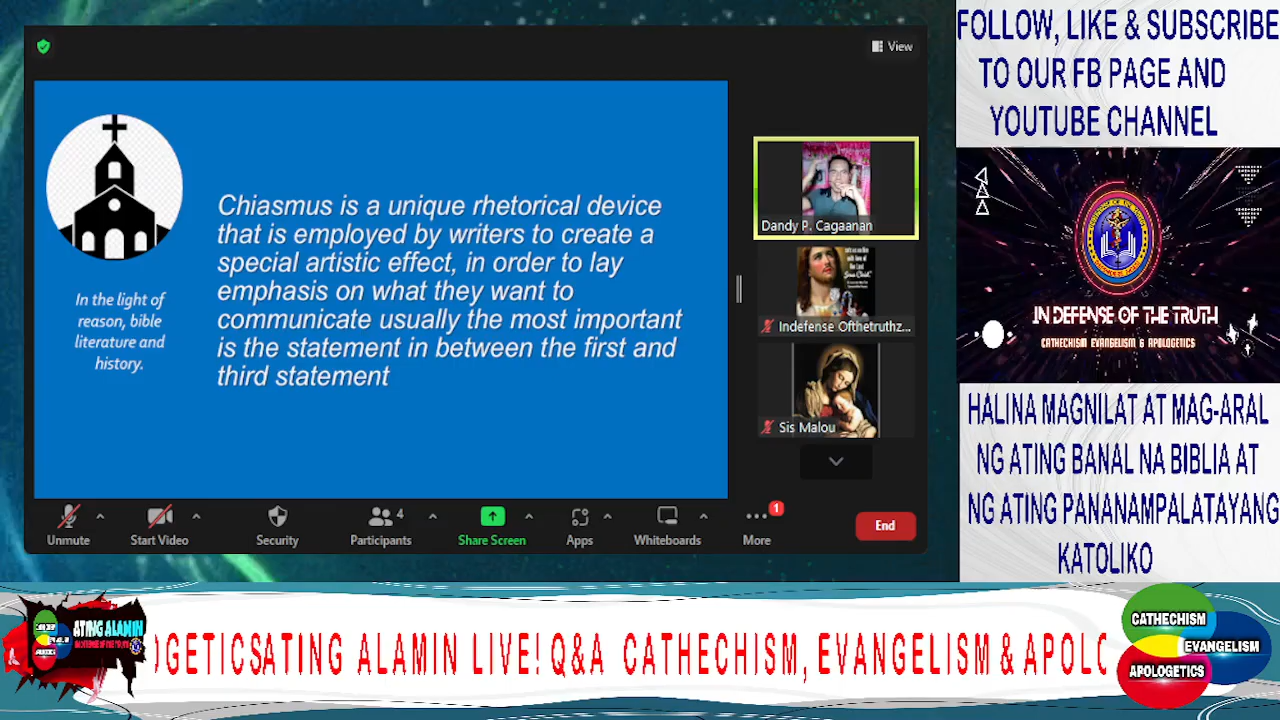 View
Chiasmus is a unique rhetorical device
that is employed by writers to create a
special artistic effect, in order to lay
emphasis on what they want to
communicate usually the most important
is the statement in between the first and
third statement
In the light of
reason, bible
literature and
history.
Dandy P. Cagaanan
Indefense Ofthetruthz...
Sis Malou
Unmute
Start Video
Security
4
Participants
Share Screen
Apps
Whiteboards
1
More
End
FOLLOW, LIKE & SUBSCRIBE
TO OUR FB PAGE AND
YOUTUBE CHANNEL
IN DEFENSE OF THE TRUTH
CATHECHISM EVANGELISM & APOLOGETICS
HALINA MAGNILAT AT MAG-ARAL
NG ATING BANAL NA BIBLIA AT
NG ATING PANANAMPALATAYANG
KATOLIKO
ATING ALAMIN
OGETICSATING ALAMIN LIVE! Q&A CATHECHISM, EVANGELISM & APOLO
CATHECHISM
EVANGELISM
APOLOGETICS